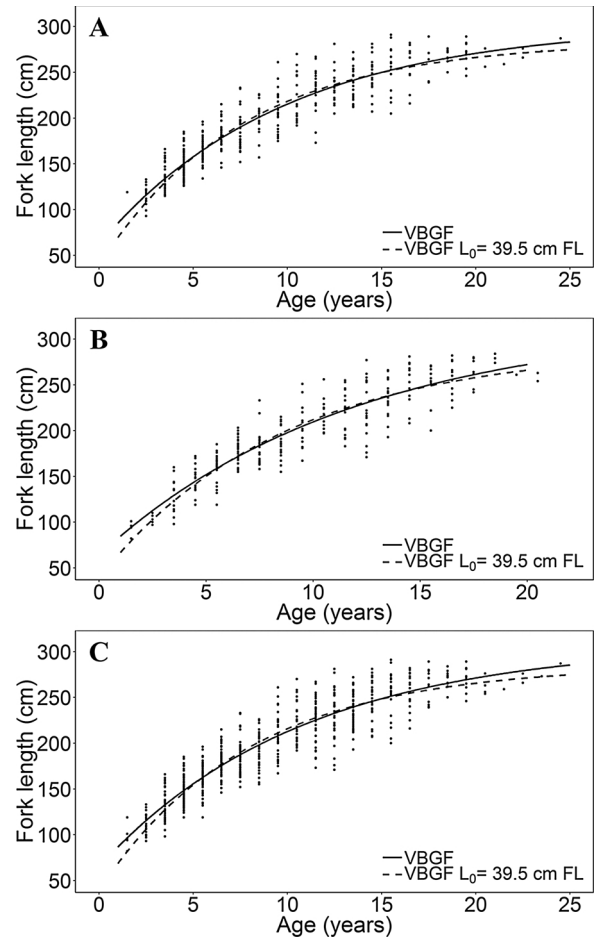 A
300
250
200
150
100
50
Fork length (cm)
VBGF
VBGF L₀= 39.5 cm FL
0 5 10 15 20 25
Age (years)
B
300
250
200
150
100
50
Fork length (cm)
VBGF
VBGF L₀= 39.5 cm FL
0 5 10 15 20
Age (years)
C
300
250
200
150
100
50
Fork length (cm)
VBGF
VBGF L₀= 39.5 cm FL
0 5 10 15 20 25
Age (years)